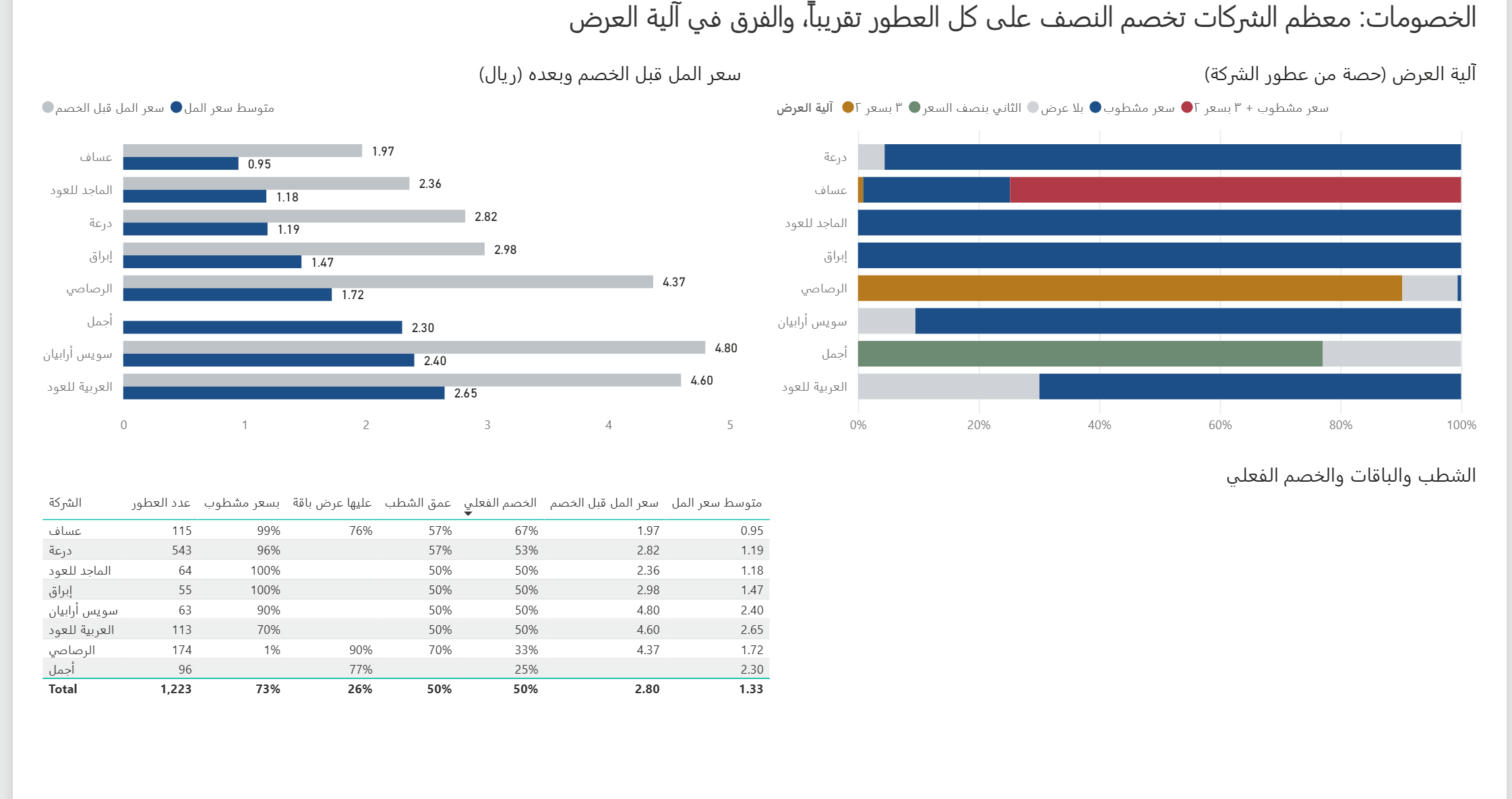 الخصومات: معظم الشركات تخصم النصف على كل العطور تقريباً، والفرق في آلية العرض
آلية العرض (حصة من عطور الشركة)
آلية العرض ٣ بسعر ٢ الثاني بنصف السعر بلا عرض سعر مشطوب سعر مشطوب + ٣ بسعر ٢
درعة
عساف
الماجد للعود
إبراق
الرصاصي
سويس أرابيان
أجمل
العربية للعود
0% 20% 40% 60% 80% 100%
سعر المل قبل الخصم وبعده (ريال)
سعر المل قبل الخصم متوسط سعر المل
عساف 1.97 0.95
الماجد للعود 2.36 1.18
درعة 2.82 1.19
إبراق 2.98 1.47
الرصاصي 4.37 1.72
أجمل 2.30
سويس أرابيان 4.80 2.40
العربية للعود 4.60 2.65
0 1 2 3 4 5
الشطب والباقات والخصم الفعلي
الشركة عدد العطور بسعر مشطوب عليها عرض باقة عمق الشطب الخصم الفعلي سعر المل قبل الخصم متوسط سعر المل
عساف 115 99% 76% 57% 67% 1.97 0.95
درعة 543 96% 57% 53% 2.82 1.19
الماجد للعود 64 100% 50% 50% 2.36 1.18
إبراق 55 100% 50% 50% 2.98 1.47
سويس أرابيان 63 90% 50% 50% 4.80 2.40
العربية للعود 113 70% 50% 50% 4.60 2.65
الرصاصي 174 1% 90% 70% 33% 4.37 1.72
أجمل 96 77% 25% 2.30
Total 1,223 73% 26% 50% 50% 2.80 1.33